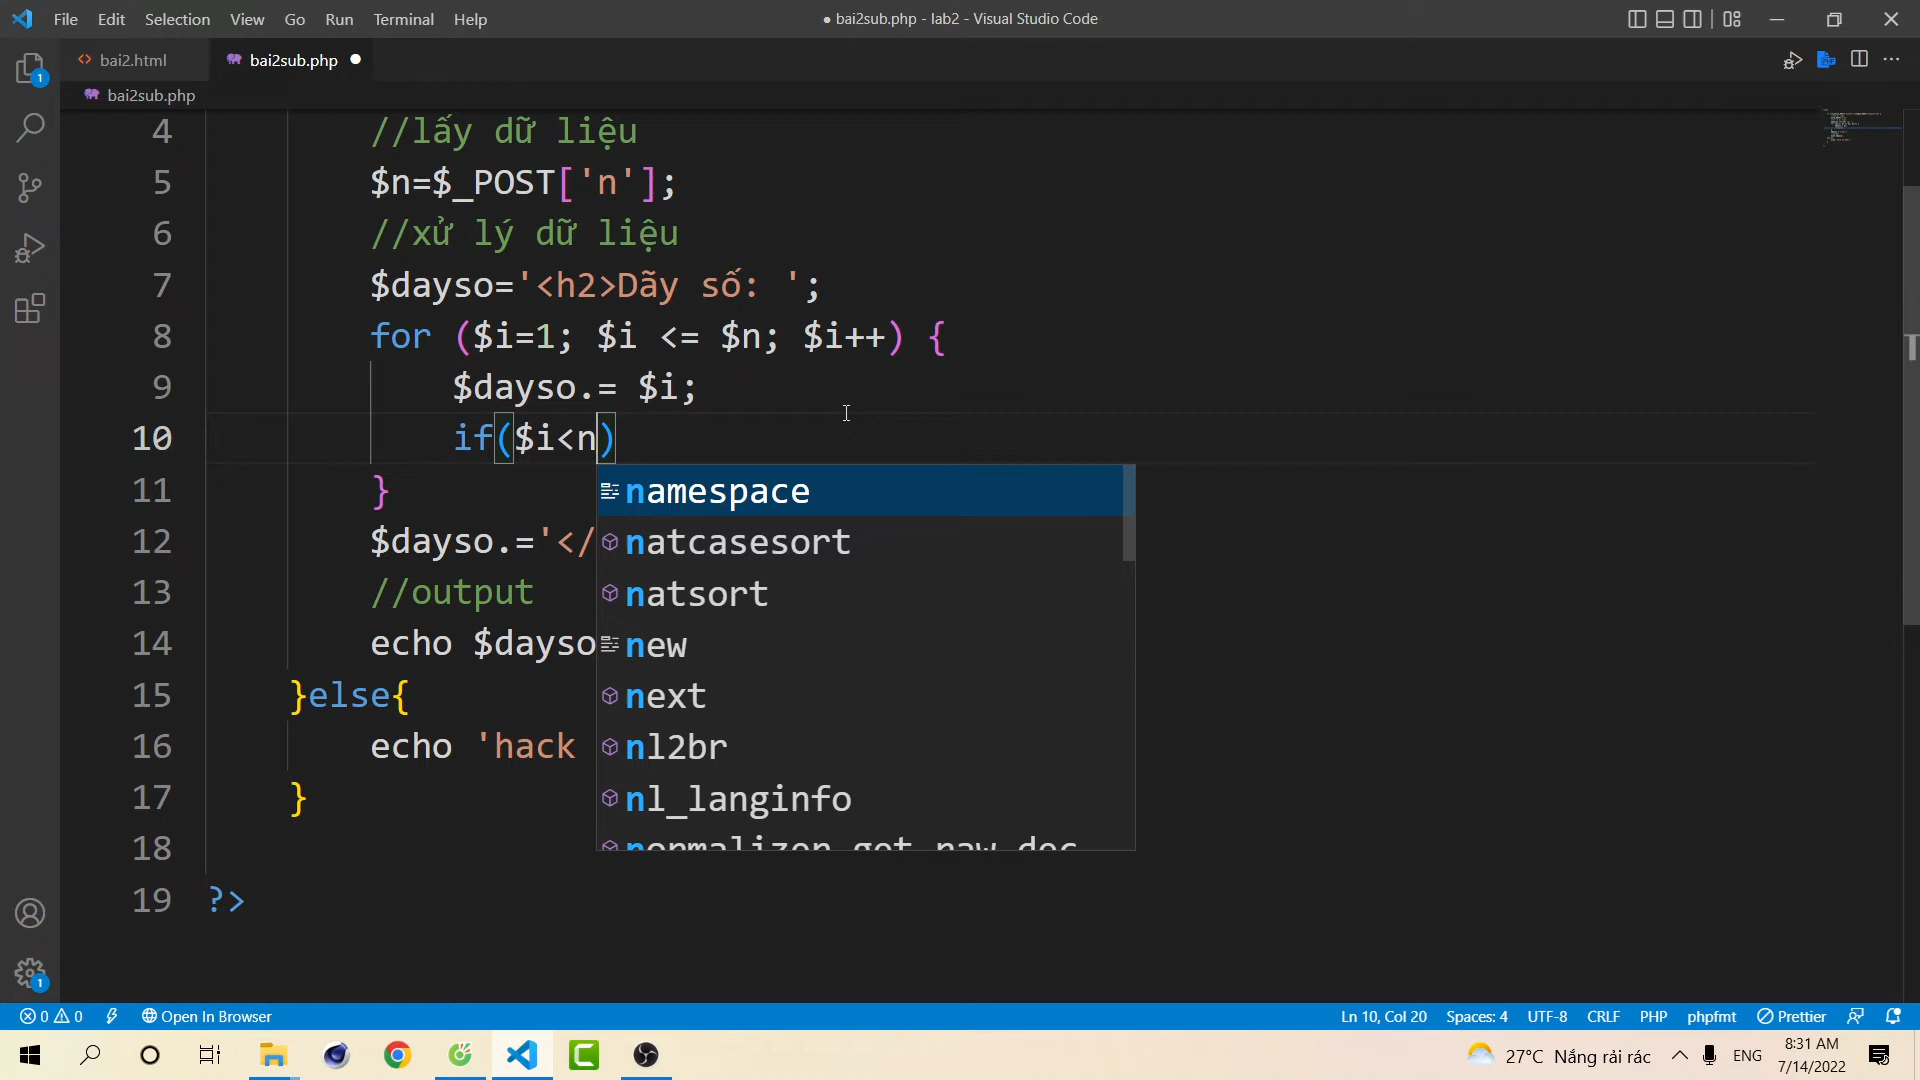 File Edit Selection View Go Run Terminal Help
● bai2sub.php - lab2 - Visual Studio Code
bai2.html bai2sub.php
bai2sub.php
4 //lấy dữ liệu
5 $n=$_POST['n'];
6 //xử lý dữ liệu
7 $dayso='<h2>Dãy số: ';
8 for ($i=1; $i <= $n; $i++) {
9 $dayso.= $i;
10 if($i<n)
11 }
namespace
12 $dayso.='</
natcasesort
13 //output
natsort
14 echo $dayso
new
15 }else{
next
16 echo 'hack
nl2br
17 }
nl_langinfo
18
normalizer_get_raw_dec
19 ?>
1
1
0 0 Open In Browser
Ln 10, Col 20 Spaces: 4 UTF-8 CRLF PHP phpfmt Prettier
27°C Nắng rải rác ENG
8:31 AM
7/14/2022